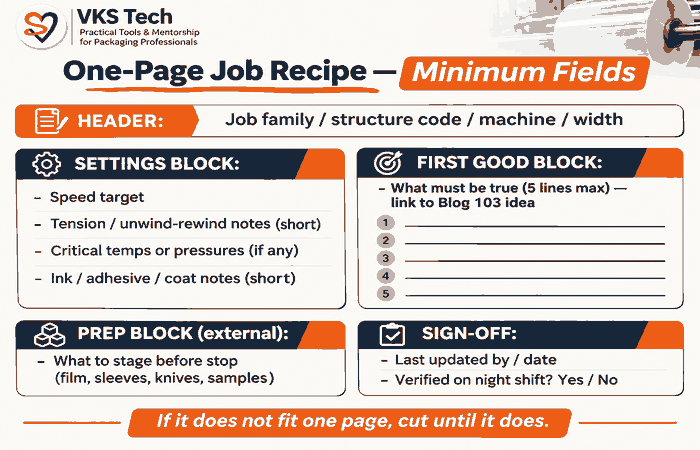 VKS Tech
Practical Tools & Mentorship
for Packaging Professionals
One-Page Job Recipe — Minimum Fields
HEADER: Job family / structure code / machine / width
SETTINGS BLOCK:
– Speed target
– Tension / unwind-rewind notes (short)
– Critical temps or pressures (if any)
– Ink / adhesive / coat notes (short)
FIRST GOOD BLOCK:
– What must be true (5 lines max) —
link to Blog 103 idea
1
2
3
4
5
PREP BLOCK (external):
– What to stage before stop
(film, sleeves, knives, samples)
SIGN-OFF:
– Last updated by / date
– Verified on night shift? Yes / No
If it does not fit one page, cut until it does.